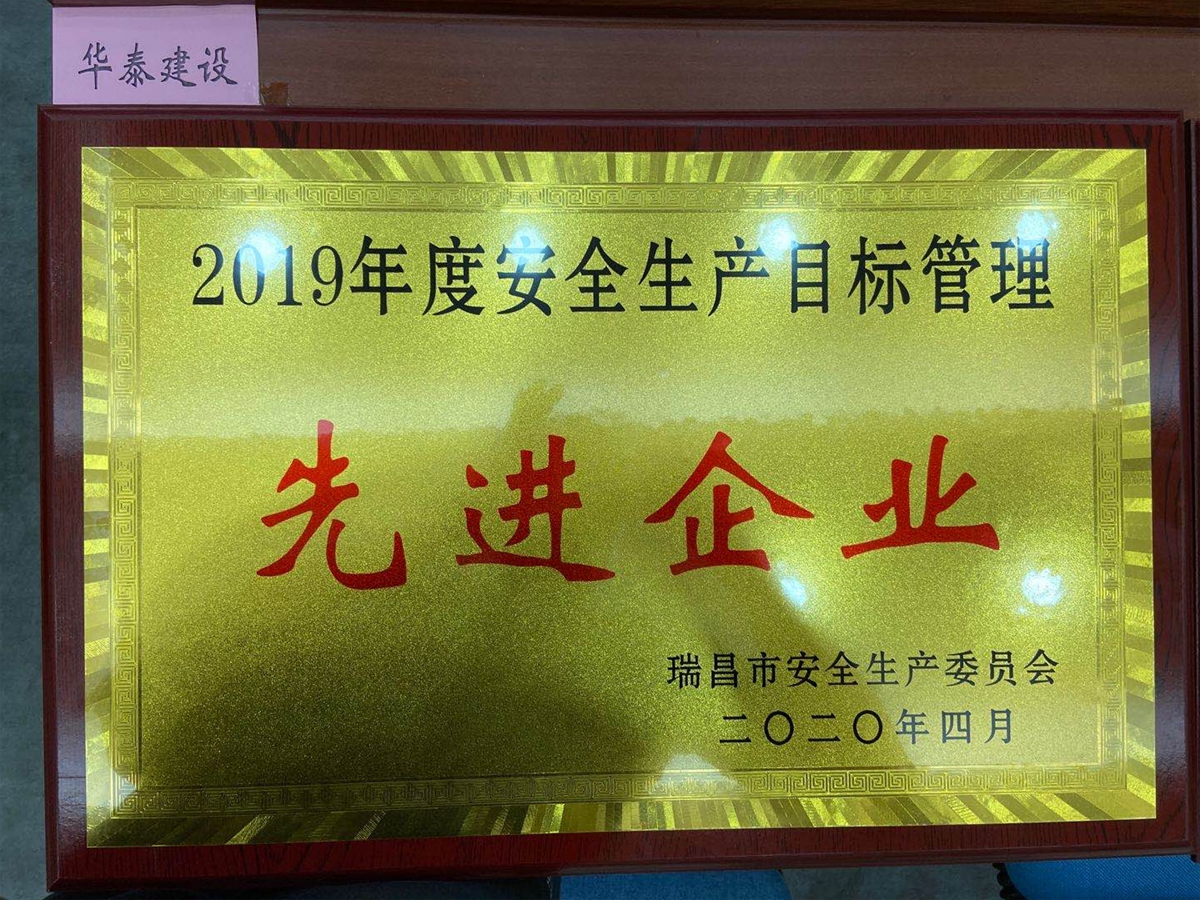 华泰建设
2019年度安全生产目标管理
先进企业
瑞昌市安全生产委员会
二〇二〇年四月